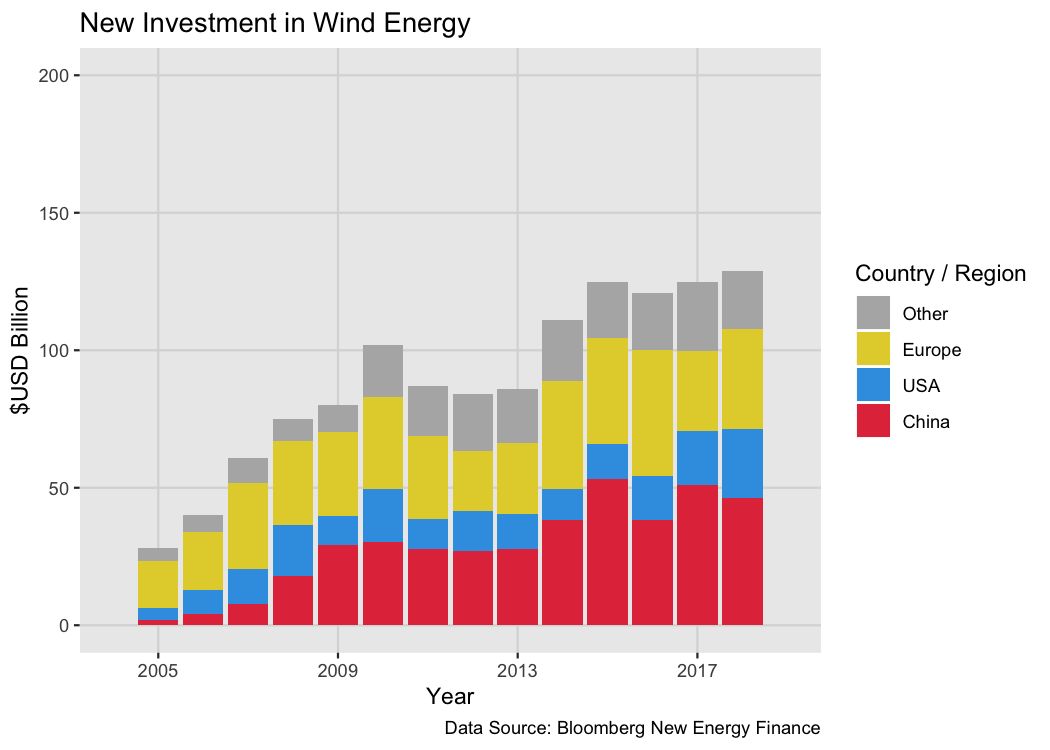 New Investment in Wind Energy
$USD Billion
200
150
100
50
0
2005 2009 2013 2017
Year
Country / Region
Other
Europe
USA
China
Data Source: Bloomberg New Energy Finance